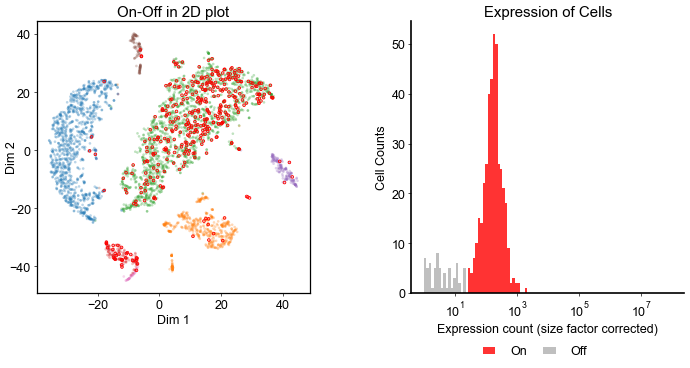 On-Off in 2D plot
Expression of Cells
40
20
0
−20
−40
Dim 2
−20
0
20
40
Dim 1
50
40
30
20
10
0
Cell Counts
10^1
10^3
10^5
10^7
Expression count (size factor corrected)
On
Off